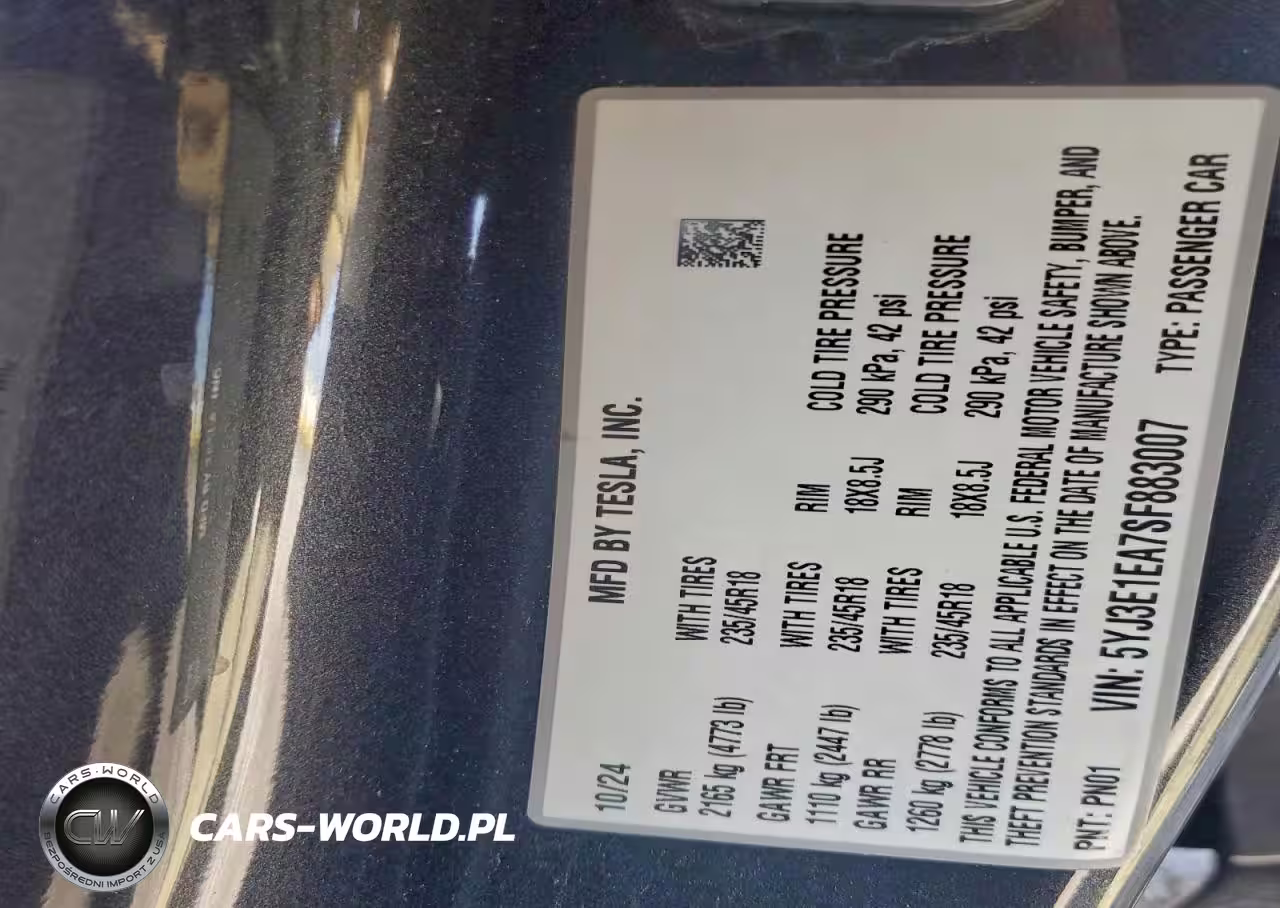 10/24 MFD BY TESLA, INC.
GVWR WITH TIRES
2165 kg (4773 lb) 235/45R18
GAWR FRT WITH TIRES RIM COLD TIRE PRESSURE
1110 kg (2447 lb) 235/45R18 18X8.5J 290 kPa, 42 psi
GAWR RR WITH TIRES RIM COLD TIRE PRESSURE
1260 kg (2778 lb) 235/45R18 18X8.5J 290 kPa, 42 psi
THIS VEHICLE CONFORMS TO ALL APPLICABLE U.S. FEDERAL MOTOR VEHICLE SAFETY, BUMPER, AND
THEFT PREVENTION STANDARDS IN EFFECT ON THE DATE OF MANUFACTURE SHOWN ABOVE.
PNT: PN01 VIN: 5YJ3E1EA7SF883007 TYPE: PASSENGER CAR
CARS-WORLD
CW
BEZPOŚREDNI IMPORT Z USA
CARS-WORLD.PL